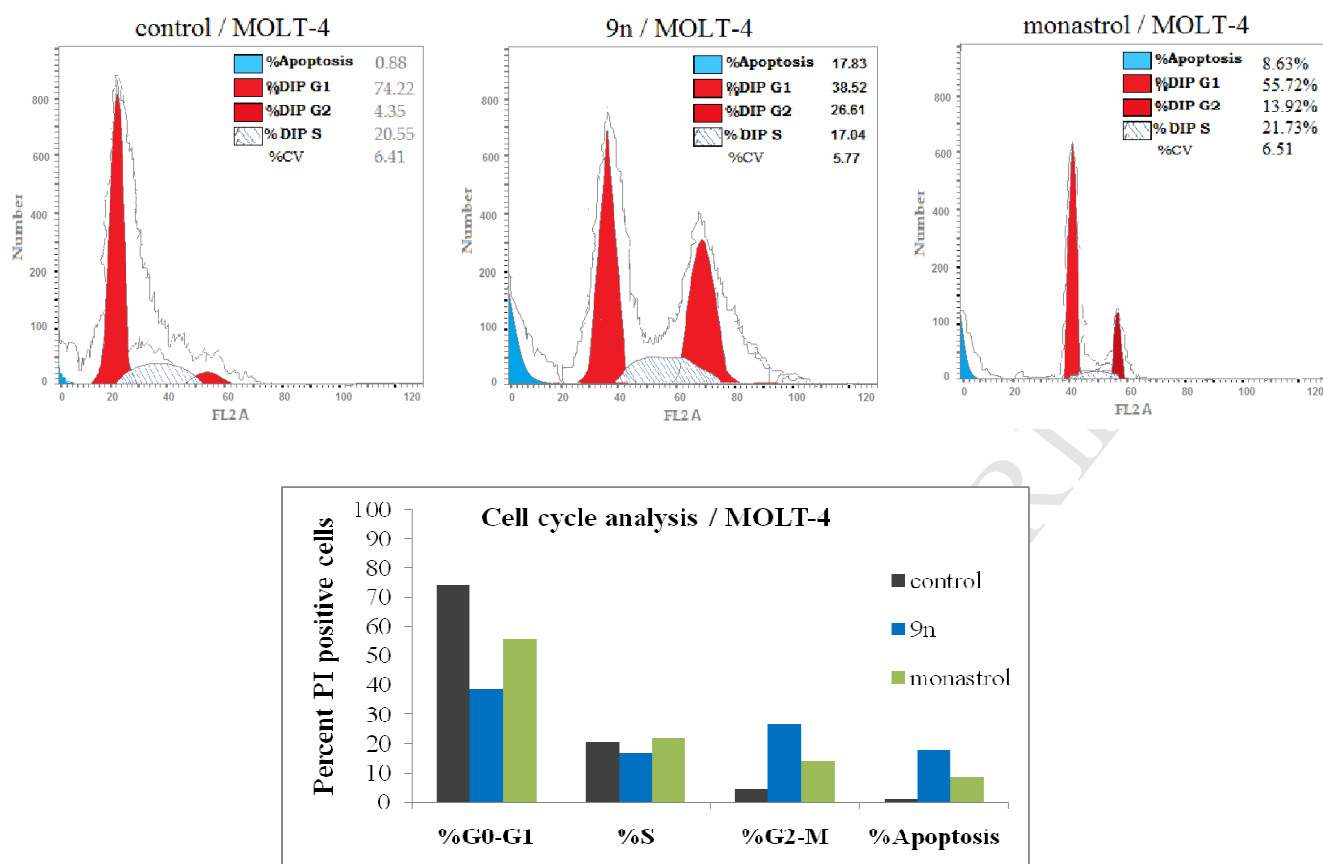 control / MOLT-4
%Apoptosis 0.88
%DIP G1 74.22
%DIP G2 4.35
% DIP S 20.55
%CV 6.41
Number
800
600
400
200
100
0
0 20 40 60 80 100 120
FL2A
9n / MOLT-4
%Apoptosis 17.83
%DIP G1 38.52
%DIP G2 26.61
% DIP S 17.04
%CV 5.77
Number
800
600
400
200
100
0
0 20 40 60 80 100 120
FL2A
monastrol / MOLT-4
%Apoptosis 8.63%
%DIP G1 55.72%
%DIP G2 13.92%
% DIP S 21.73%
%CV 6.51
Number
800
600
400
200
100
0
0 20 40 60 80 100 120
FL2A
Cell cycle analysis / MOLT-4
Percent PI positive cells
100
90
80
70
60
50
40
30
20
10
0
control
9n
monastrol
%G0-G1 %S %G2-M %Apoptosis